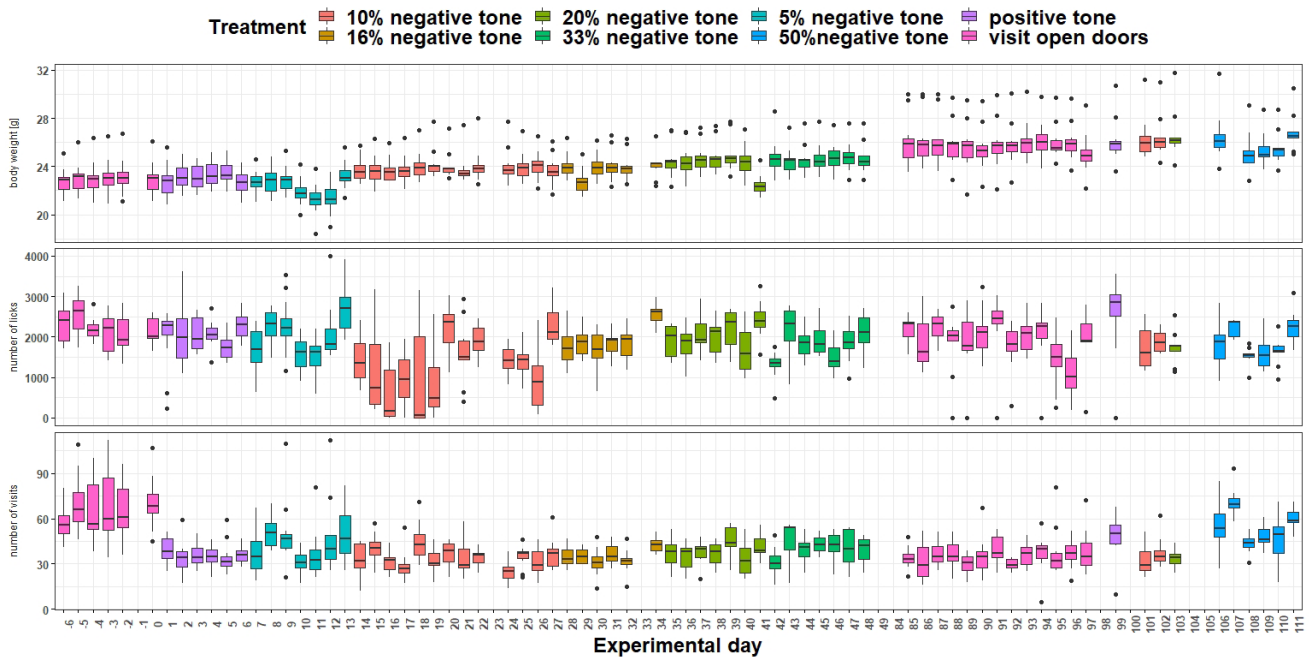 Treatment
10% negative tone 20% negative tone 5% negative tone positive tone
16% negative tone 33% negative tone 50%negative tone visit open doors
body weight [g]
32
28
24
20
number of licks
4000
3000
2000
1000
0
number of visits
90
60
30
0
-6 -5 -4 -3 -2 -1 0 1 2 3 4 5 6 7 8 9 10 11 12 13 14 15 16 17 18 19 20 21 22 23 24 25 26 27 28 29 30 31 32 33 34 35 36 37 38 39 40 41 42 43 44 45 46 47 48 49 84 85 86 87 88 89 90 91 92 93 94 95 96 97 98 99 100 101 102 103 104 105 106 107 108 109 110 111
Experimental day